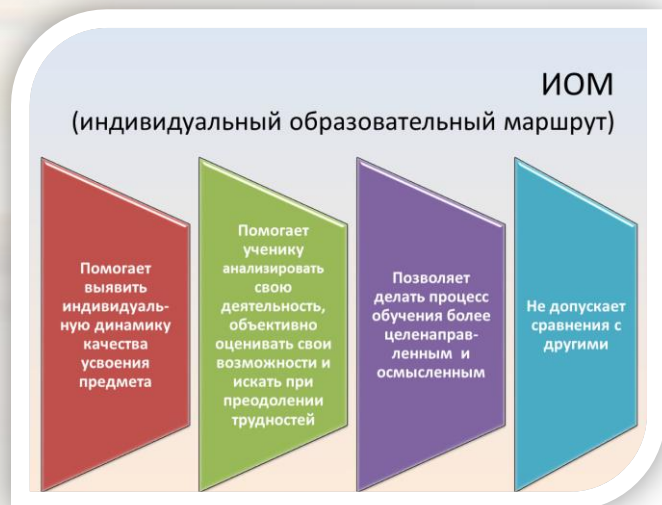 ИОМ
(индивидуальный образовательный маршрут)
Помогает
выявить
индивидуаль-
ную динамику
качества
усвоения
предмета
Помогает
ученику
анализировать
свою
деятельность,
объективно
оценивать свои
возможности и
искать при
преодолении
трудностей
Позволяет
делать процесс
обучения более
целенаправ-
ленным и
осмысленным
Не допускает
сравнения с
другими